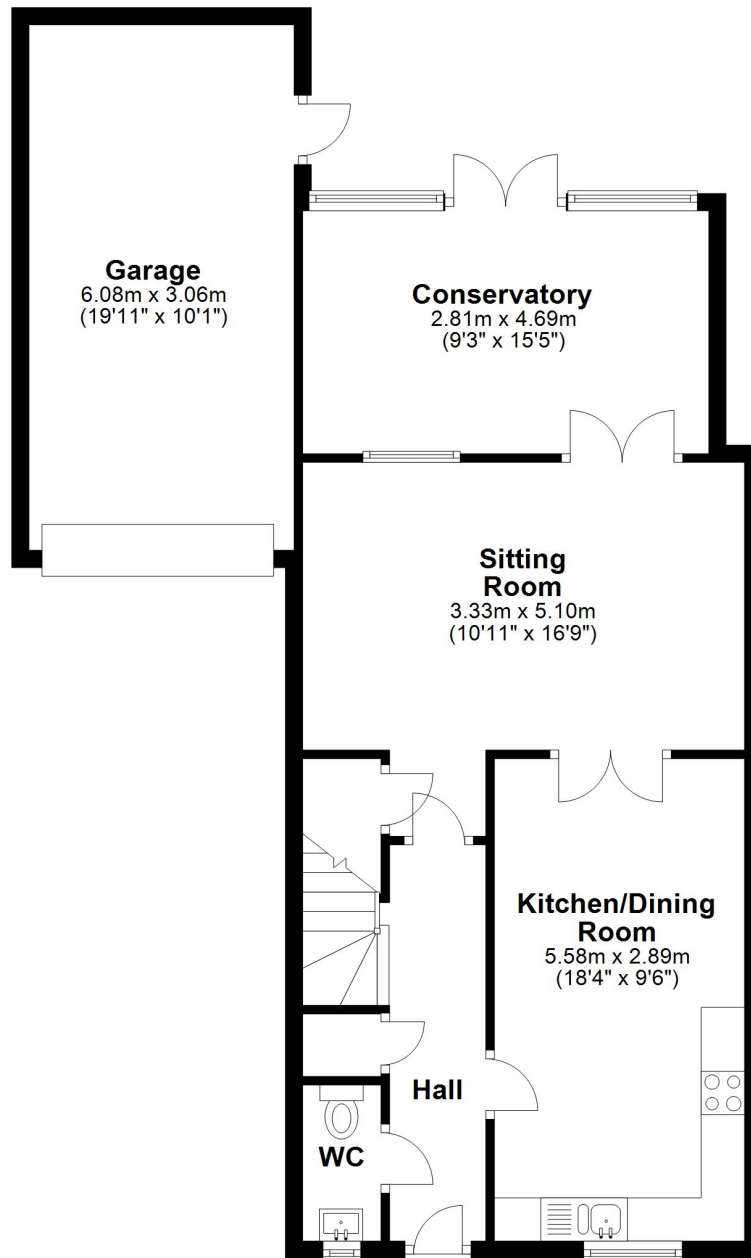 Garage
6.08m x 3.06m
(19'11" x 10'1")
Conservatory
2.81m x 4.69m
(9'3" x 15'5")
Sitting
Room
3.33m x 5.10m
(10'11" x 16'9")
Kitchen/Dining
Room
5.58m x 2.89m
(18'4" x 9'6")
Hall
WC